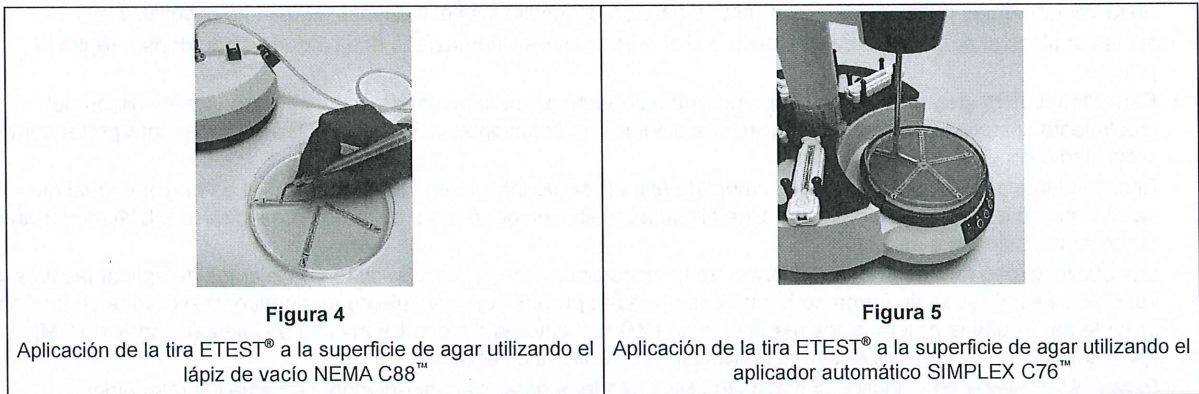 Figura 4
Aplicación de la tira ETEST® a la superficie de agar utilizando el
lápiz de vacío NEMA C88™
Figura 5
Aplicación de la tira ETEST® a la superficie de agar utilizando el
aplicador automático SIMPLEX C76™